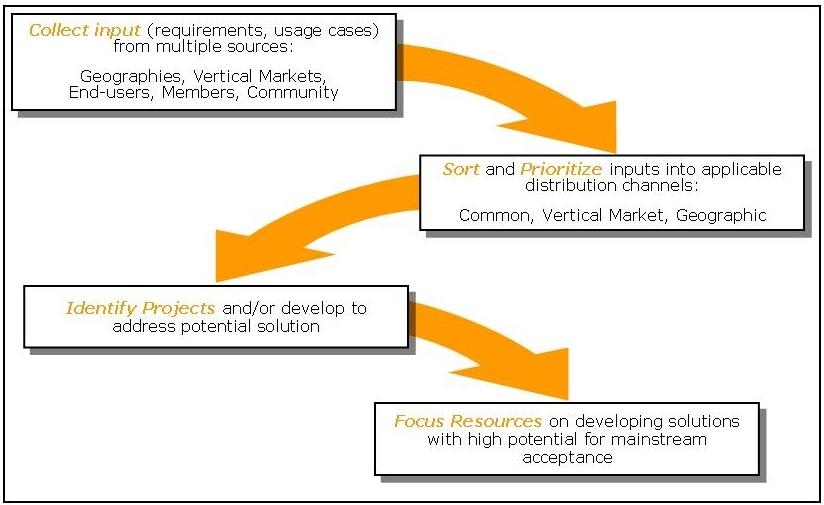 Collect input (requirements, usage cases)
from multiple sources:
Geographies, Vertical Markets,
End-users, Members, Community
Sort and Prioritize inputs into applicable
distribution channels:
Common, Vertical Market, Geographic
Identify Projects and/or develop to
address potential solution
Focus Resources on developing solutions
with high potential for mainstream
acceptance